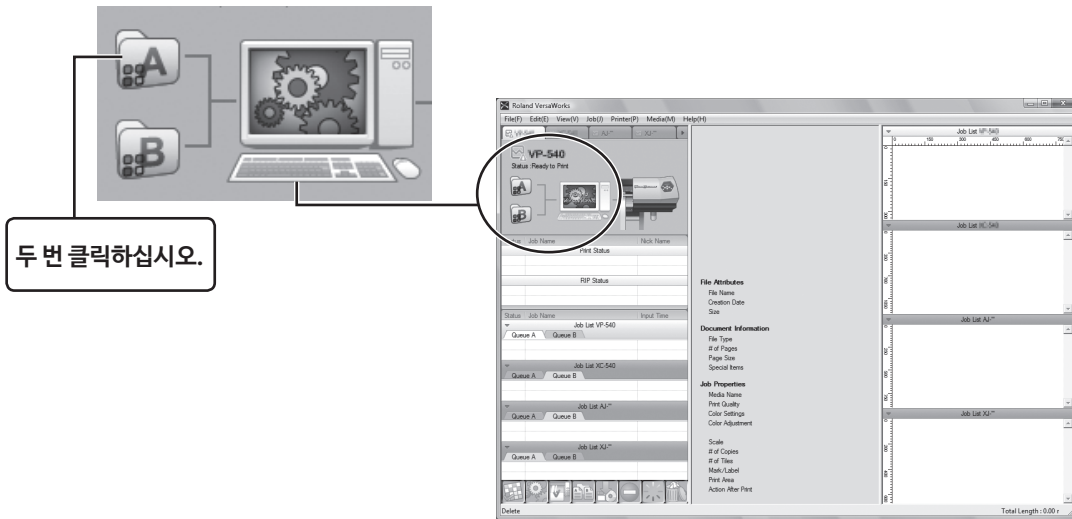 A
B
두 번 클릭하십시오.
Roland VersaWorks
File(F) Edit(E) View(V) Job(J) Printer(P) Media(M) Help(H)
VP-540
Status :Ready to Print
A
B
Status Job Name Nick Name
Print Status
RIP Status
Status Job Name Input Time
Job List VP-540
Queue A Queue B
Job List XC-540
Queue A Queue B
Job List AJ-**
Queue A Queue B
Job List XJ-**
Queue A Queue B
Delete
File Attributes
File Name
Creation Date
Size
Document Information
File Type
# of Pages
Page Size
Special Items
Job Properties
Media Name
Print Quality
Color Settings
Color Adjustment
Scale
# of Copies
# of Tiles
Mark/Label
Print Area
Action After Print
Job List VP-540
0 150 300 450 600
Job List XC-540
Job List AJ-**
Job List XJ-**
Total Length : 0.00 r